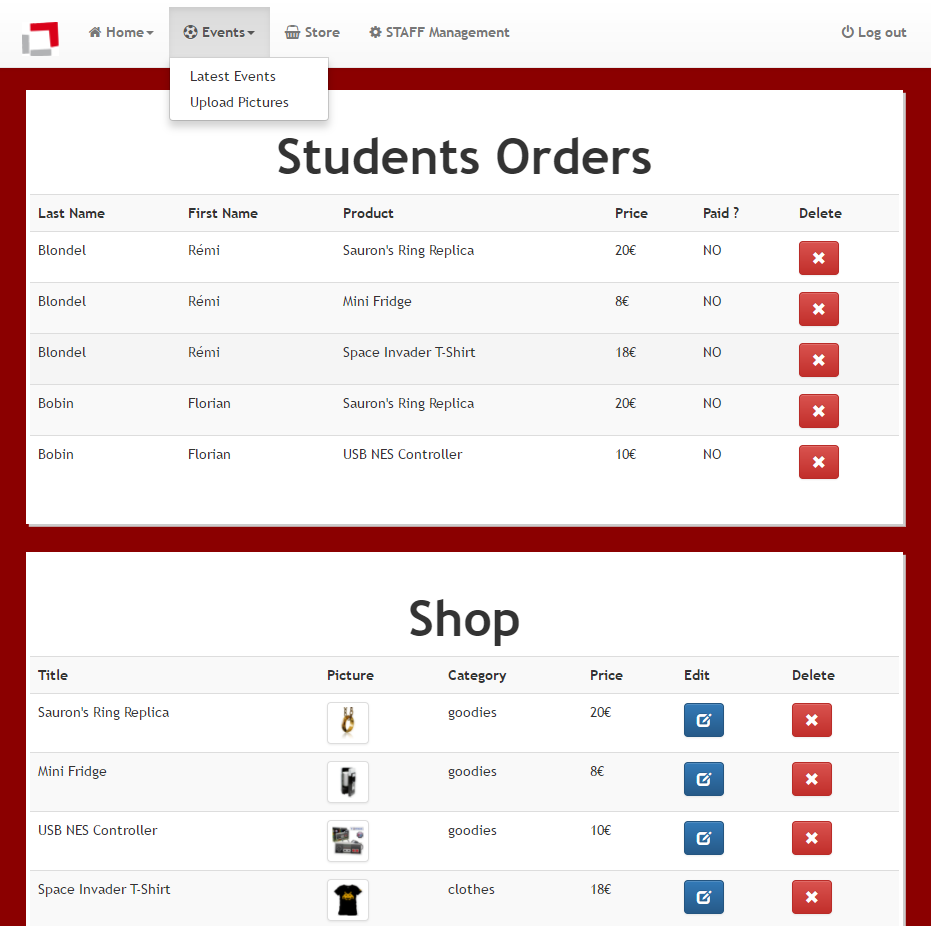 Home Events Store STAFF Management Log out
Latest Events
Upload Pictures
Students Orders
Last Name First Name Product Price Paid ? Delete
Blondel Rémi Sauron's Ring Replica 20€ NO
Blondel Rémi Mini Fridge 8€ NO
Blondel Rémi Space Invader T-Shirt 18€ NO
Bobin Florian Sauron's Ring Replica 20€ NO
Bobin Florian USB NES Controller 10€ NO
Shop
Title Picture Category Price Edit Delete
Sauron's Ring Replica goodies 20€
Mini Fridge goodies 8€
USB NES Controller goodies 10€
Space Invader T-Shirt clothes 18€